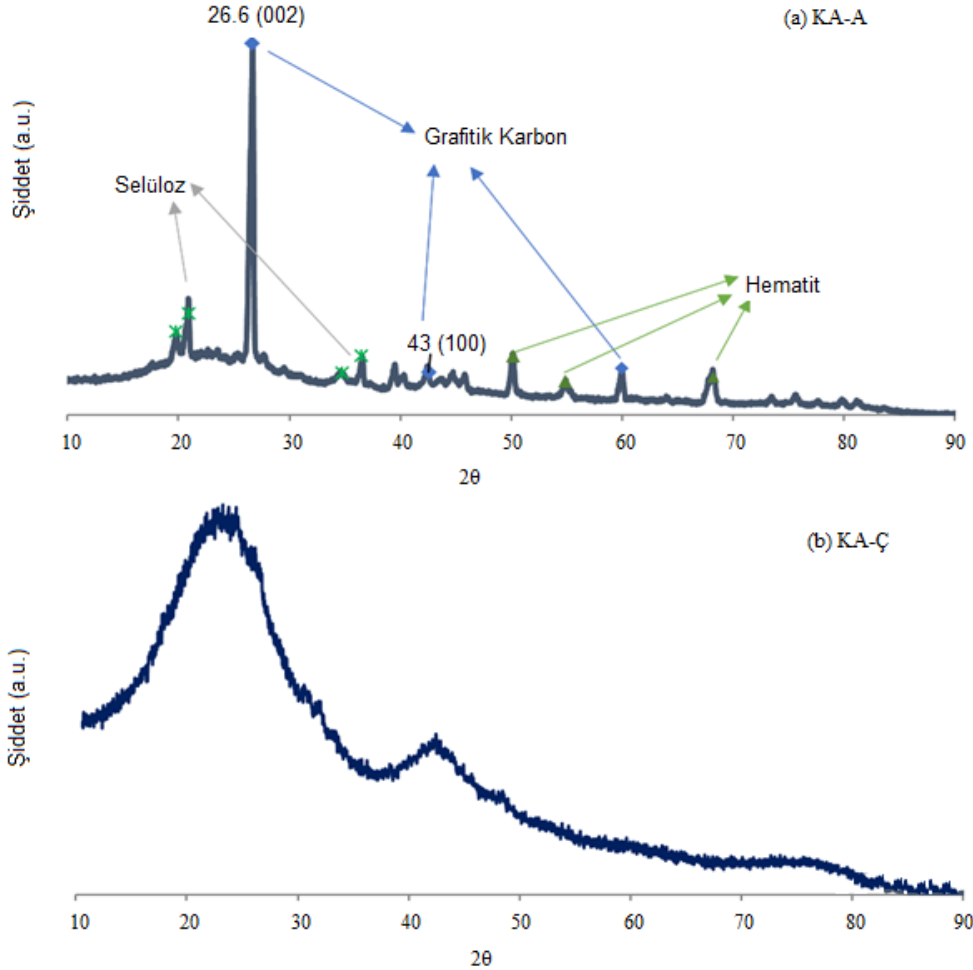 26.6 (002)
(a) KA-A
Şiddet (a.u.)
Grafitik Karbon
Selüloz
Hematit
43 (100)
10 20 30 40 50 60 70 80 90
2θ
(b) KA-Ç
Şiddet (a.u.)
10 20 30 40 50 60 70 80 90
2θ